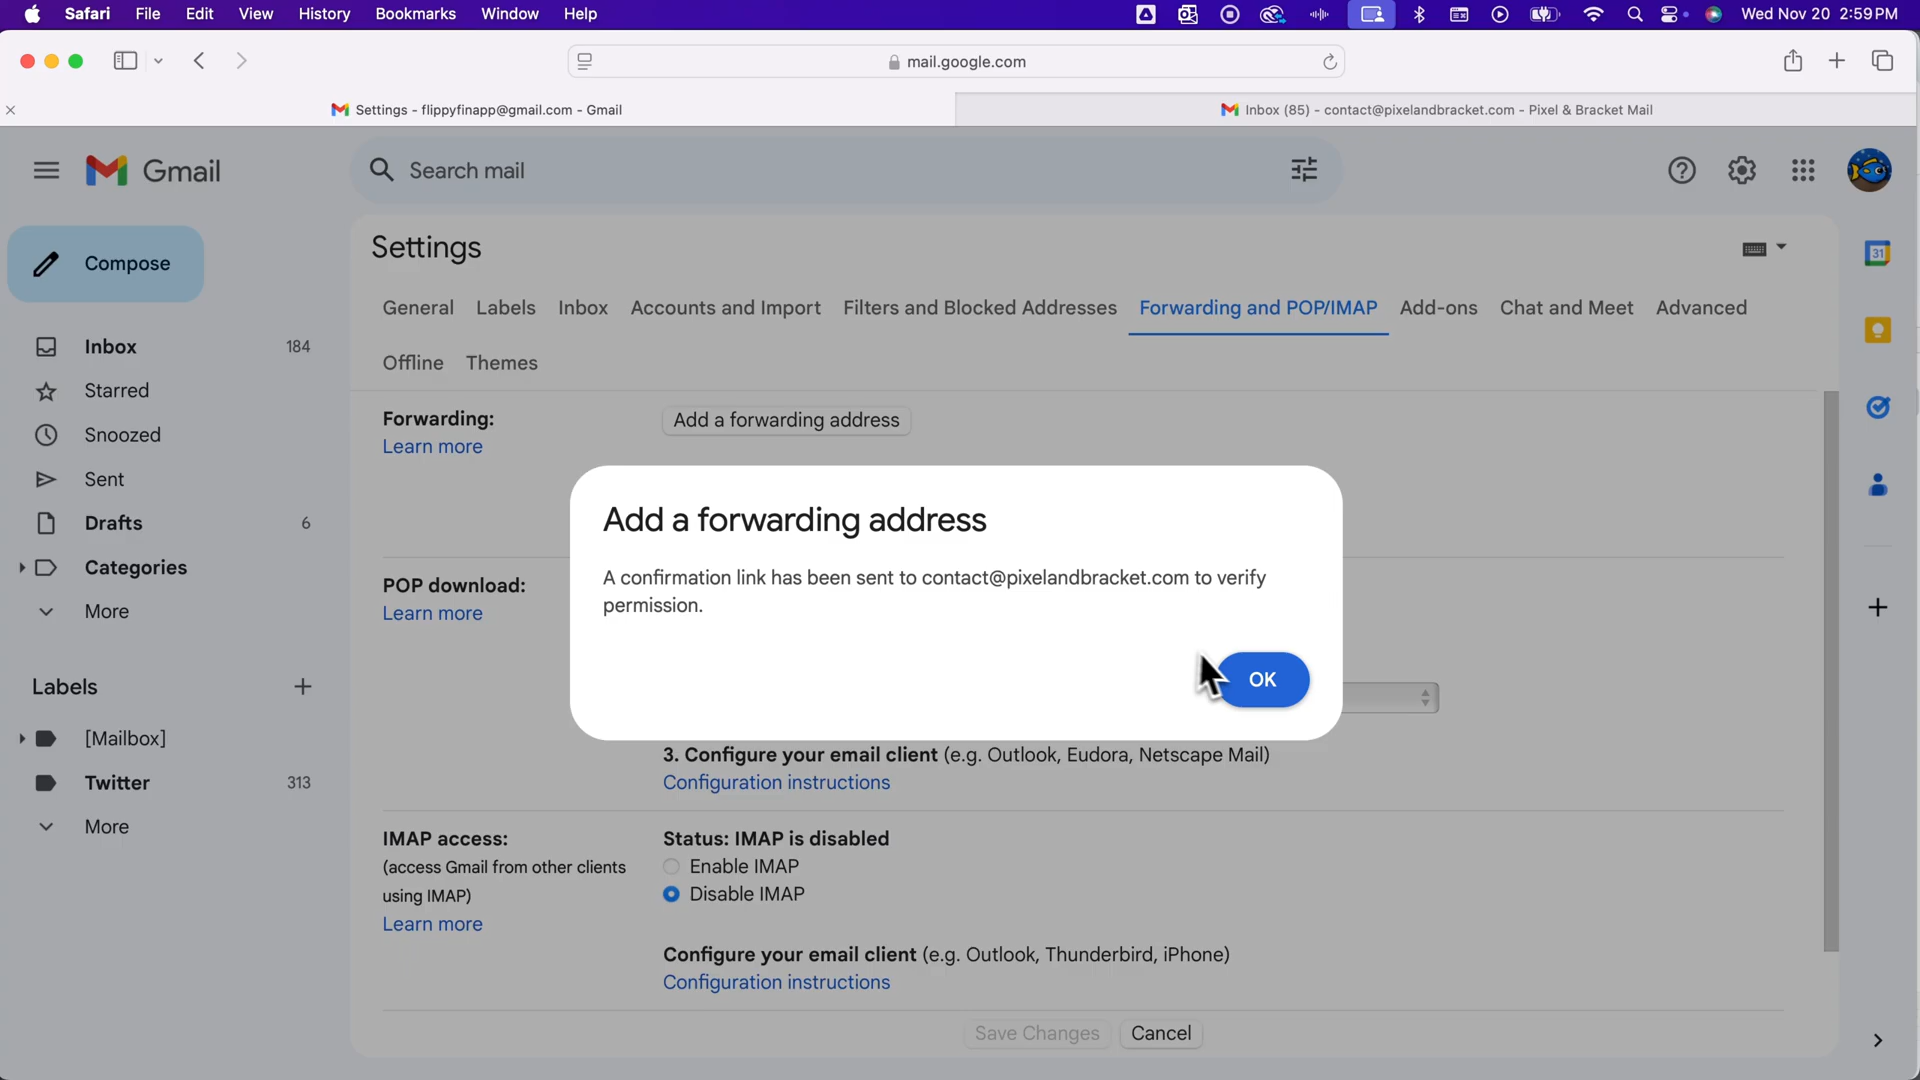 Safari File Edit View History Bookmarks Window Help Wed Nov 20 2:59 PM
mail.google.com
Settings - flippyfinapp@gmail.com - Gmail
Inbox (85) - contact@pixelandbracket.com - Pixel & Bracket Mail
Gmail
Search mail
Compose
Inbox 184
Starred
Snoozed
Sent
Drafts 6
Categories
More
Labels
[Mailbox]
Twitter 313
More
Settings
General Labels Inbox Accounts and Import Filters and Blocked Addresses Forwarding and POP/IMAP Add-ons Chat and Meet Advanced
Offline Themes
Forwarding: Add a forwarding address
Learn more
POP download:
Learn more
Add a forwarding address
A confirmation link has been sent to contact@pixelandbracket.com to verify
permission.
OK
3. Configure your email client (e.g. Outlook, Eudora, Netscape Mail)
Configuration instructions
IMAP access: Status: IMAP is disabled
(access Gmail from other clients Enable IMAP
using IMAP) Disable IMAP
Learn more
Configure your email client (e.g. Outlook, Thunderbird, iPhone)
Configuration instructions
Save Changes Cancel
31